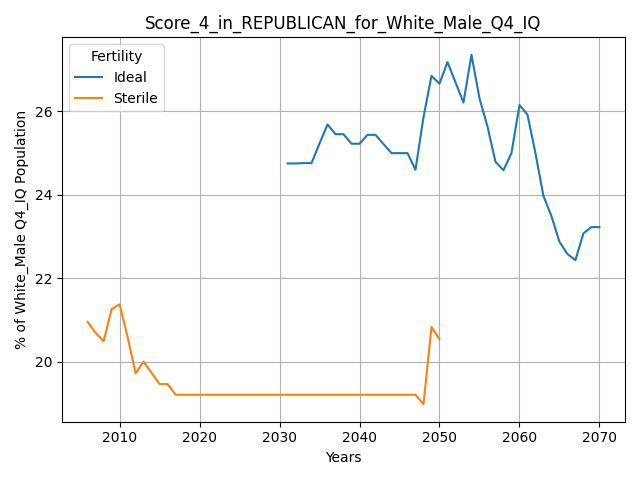 Score_4_in_REPUBLICAN_for_White_Male_Q4_IQ
Fertility
Ideal
Sterile
% of White_Male Q4_IQ Population
26
24
22
20
2010 2020 2030 2040 2050 2060 2070
Years